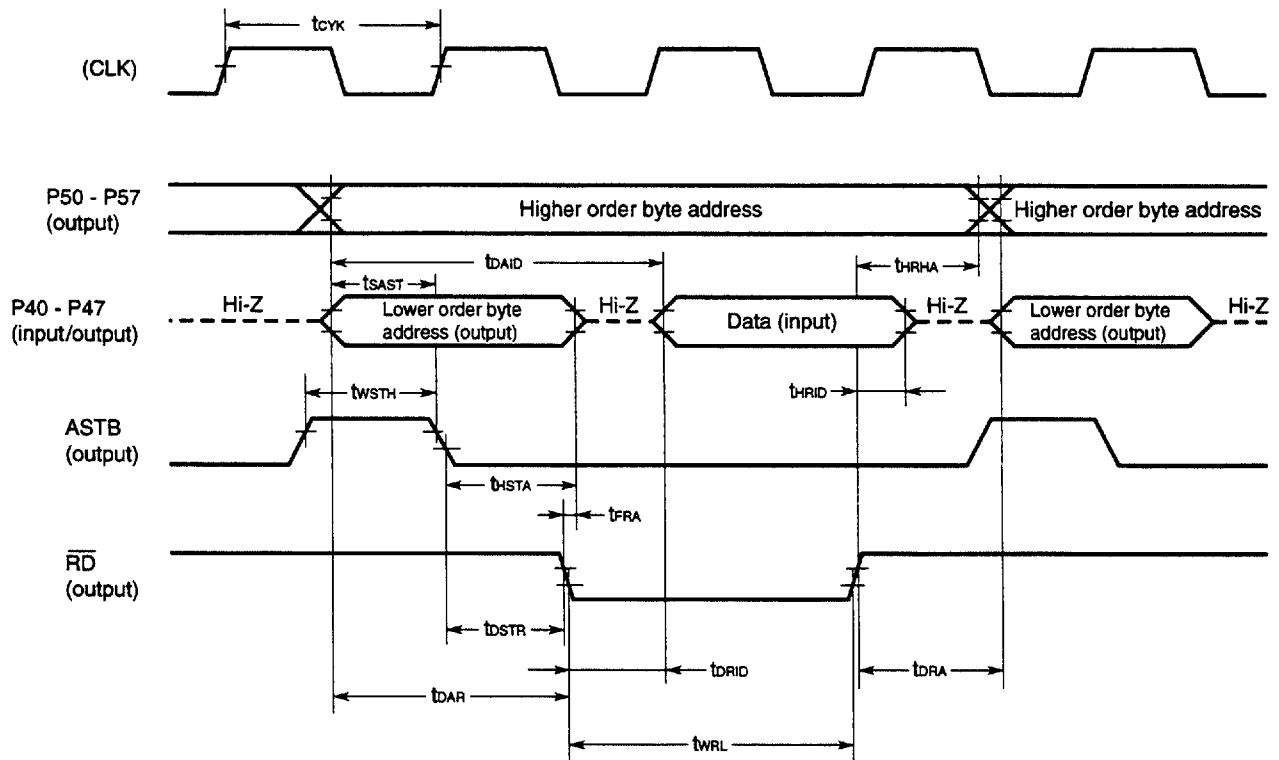 tCYK
(CLK)
P50 - P57
(output)
Higher order byte address
Higher order byte address
tDAID
tHRHA
tSAST
P40 - P47
(input/output)
Hi-Z
Lower order byte
address (output)
Hi-Z
Data (input)
Hi-Z
Lower order byte
address (output)
Hi-Z
tWSTH
tHRID
ASTB
(output)
tHSTA
tFRA
RD
(output)
tDSTR
tDRID
tDRA
tDAR
tWRL